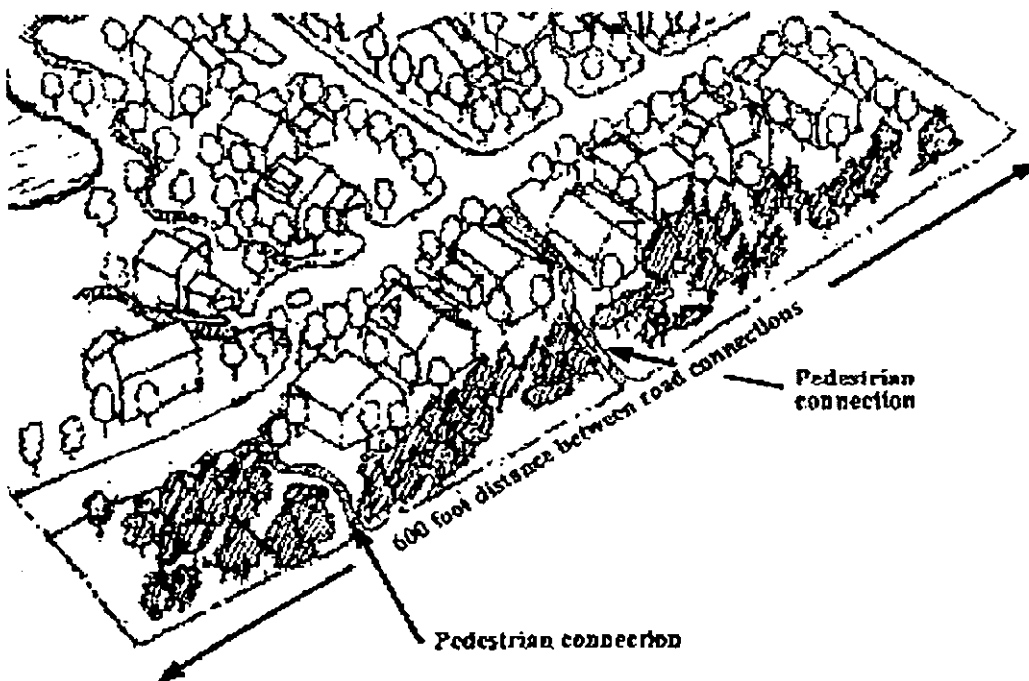 600 foot distance between road connections
Pedestrian
connection
Pedestrian connection